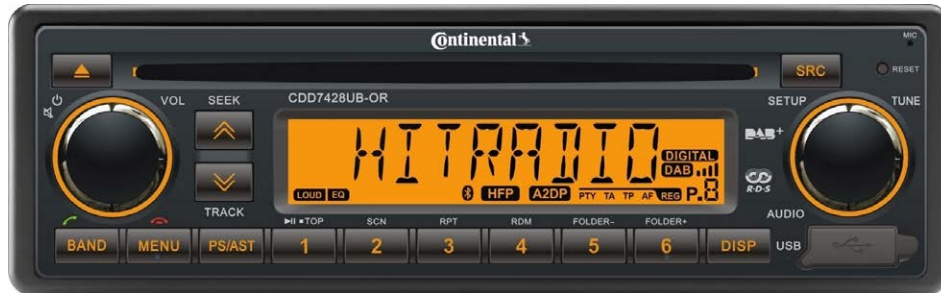 Continental
MIC
SRC
RESET
VOL
SEEK
CDD7428UB-OR
SETUP
TUNE
HITRADIO
DAB+
DIGITAL
DAB
R·D·S
LOUD EQ
HFP A2DP PTY TA TP AF REG P.8
TRACK
AUDIO
▶II ■TOP SCN RPT RDM FOLDER- FOLDER+
BAND MENU PS/AST 1 2 3 4 5 6 DISP USB